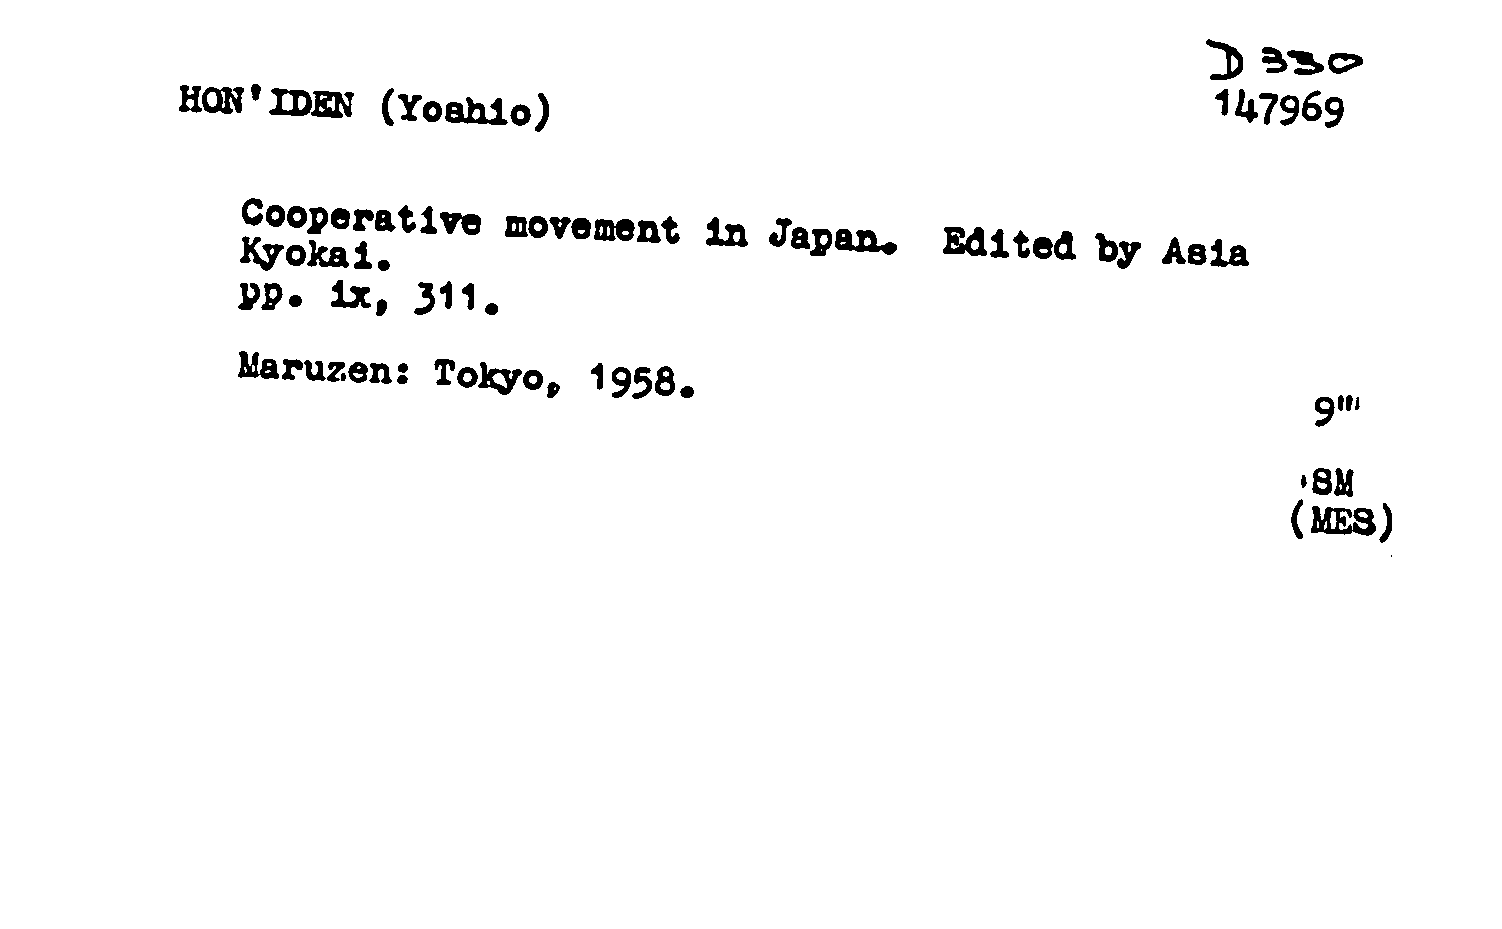 D 330
HON'IDEN (Yoshio)
147969
Cooperative movement in Japan. Edited by Asia
Kyokai.
pp. ix, 311.
Maruzen: Tokyo, 1958.
9"
SM
(MES)